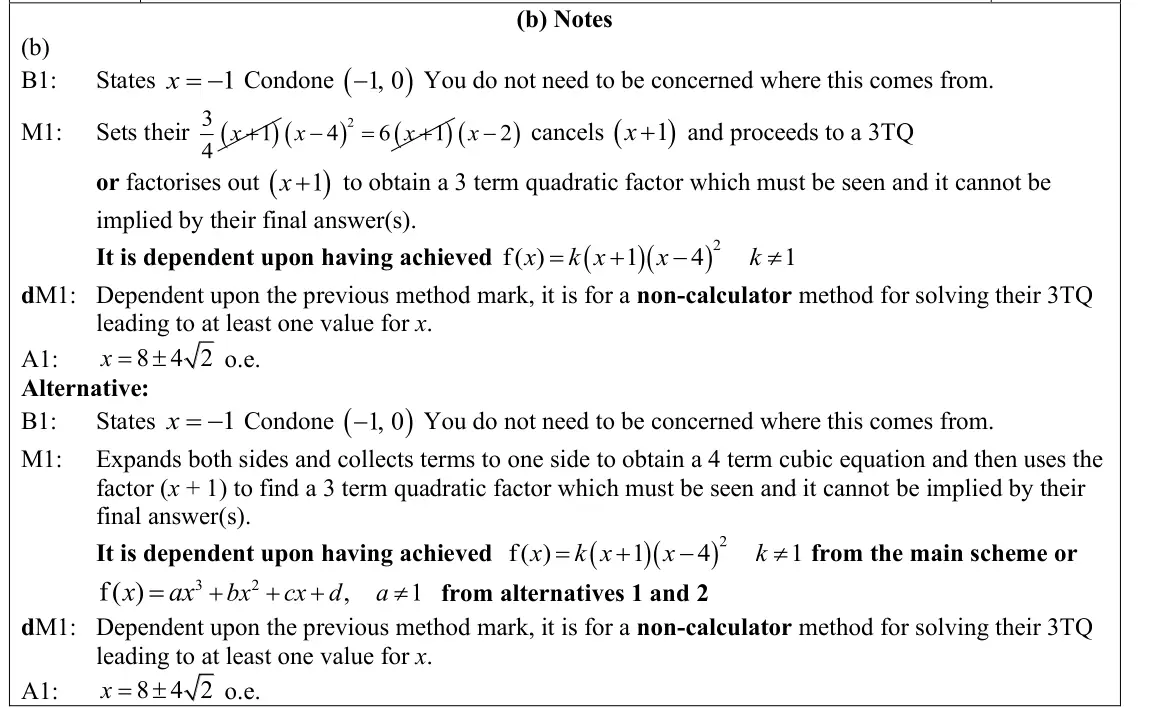 (b) Notes
(b)
B1: States x = −1 Condone (−1, 0) You do not need to be concerned where this comes from.
M1: Sets their 3/4 (x+1)(x−4)² = 6(x+1)(x−2) cancels (x+1) and proceeds to a 3TQ
or factorises out (x+1) to obtain a 3 term quadratic factor which must be seen and it cannot be
implied by their final answer(s).
It is dependent upon having achieved f(x) = k(x+1)(x−4)² k ≠ 1
dM1: Dependent upon the previous method mark, it is for a non-calculator method for solving their 3TQ
leading to at least one value for x.
A1: x = 8 ± 4√2 o.e.
Alternative:
B1: States x = −1 Condone (−1, 0) You do not need to be concerned where this comes from.
M1: Expands both sides and collects terms to one side to obtain a 4 term cubic equation and then uses the
factor (x + 1) to find a 3 term quadratic factor which must be seen and it cannot be implied by their
final answer(s).
It is dependent upon having achieved f(x) = k(x+1)(x−4)² k ≠ 1 from the main scheme or
f(x) = ax³ + bx² + cx + d, a ≠ 1 from alternatives 1 and 2
dM1: Dependent upon the previous method mark, it is for a non-calculator method for solving their 3TQ
leading to at least one value for x.
A1: x = 8 ± 4√2 o.e.